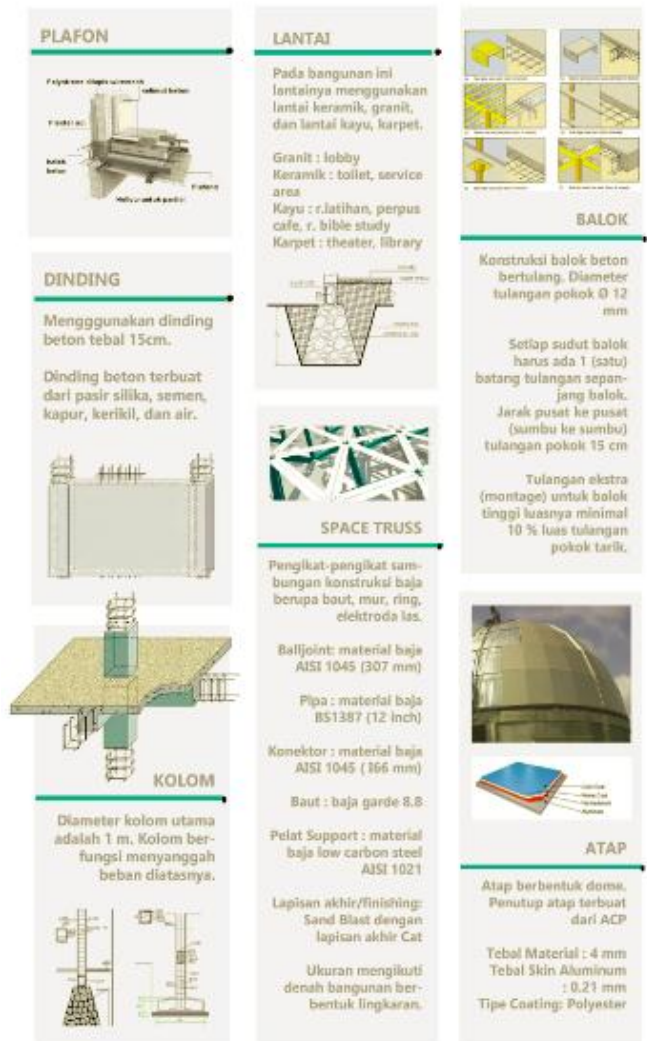 PLAFON
selimut beton
balok
beton
DINDING
Mengggunakan dinding
beton tebal 15cm.
Dinding beton terbuat
dari pasir silika, semen,
kapur, kerikil, dan air.
KOLOM
Diameter kolom utama
adalah 1 m. Kolom ber-
fungsi menyanggah
beban diatasnya.
LANTAI
Pada bangunan ini
lantainya menggunakan
lantai keramik, granit,
dan lantai kayu, karpet.
Granit : lobby
Keramik : toilet, service
area
Kayu : r.latihan, perpus
cafe, r. bible study
Karpet : theater, library
SPACE TRUSS
Pengikat-pengikat sam-
bungan konstruksi baja
berupa baut, mur, ring,
elektroda las.
Balljoint: material baja
AISI 1045 (307 mm)
Pipa : material baja
BS1387 (12 inch)
Konektor : material baja
AISI 1045 ( I66 mm)
Baut : baja garde 8.8
Pelat Support : material
baja low carbon steel
AISI 1021
Lapisan akhir/finishing:
Sand Blast dengan
lapisan akhir Cat
Ukuran mengikuti
denah bangunan ber-
bentuk lingkaran.
BALOK
Konstruksi balok beton
bertulang. Diameter
tulangan pokok Ø 12
mm
Setiap sudut balok
harus ada 1 (satu)
batang tulangan sepan-
jang balok.
Jarak pusat ke pusat
(sumbu ke sumbu)
tulangan pokok 15 cm
Tulangan ekstra
(montage) untuk balok
tinggi luasnya minimal
10 % luas tulangan
pokok tarik.
ATAP
Atap berbentuk dome.
Penutup atap terbuat
dari ACP
Tebal Material : 4 mm
Tebal Skin Aluminum
: 0.21 mm
Tipe Coating: Polyester